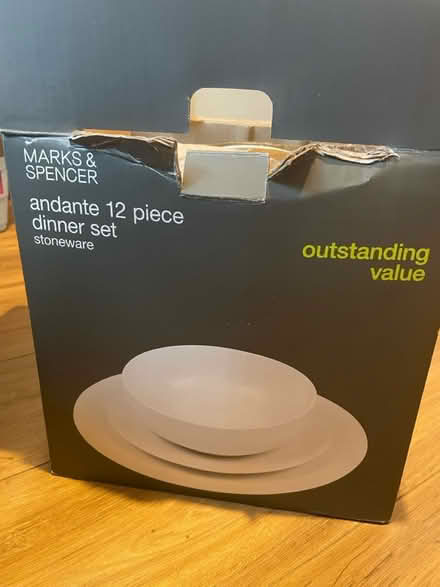 MARKS &
SPENCER
andante 12 piece
dinner set
stoneware
outstanding
value